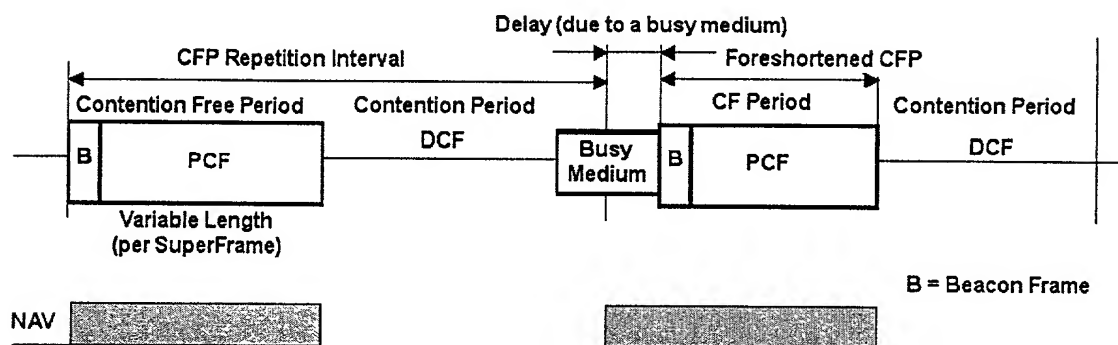 Delay (due to a busy medium)
CFP Repetition Interval
Foreshortened CFP
Contention Free Period
Contention Period
CF Period
Contention Period
B
PCF
DCF
Busy
Medium
B
PCF
DCF
Variable Length
(per SuperFrame)
B = Beacon Frame
NAV